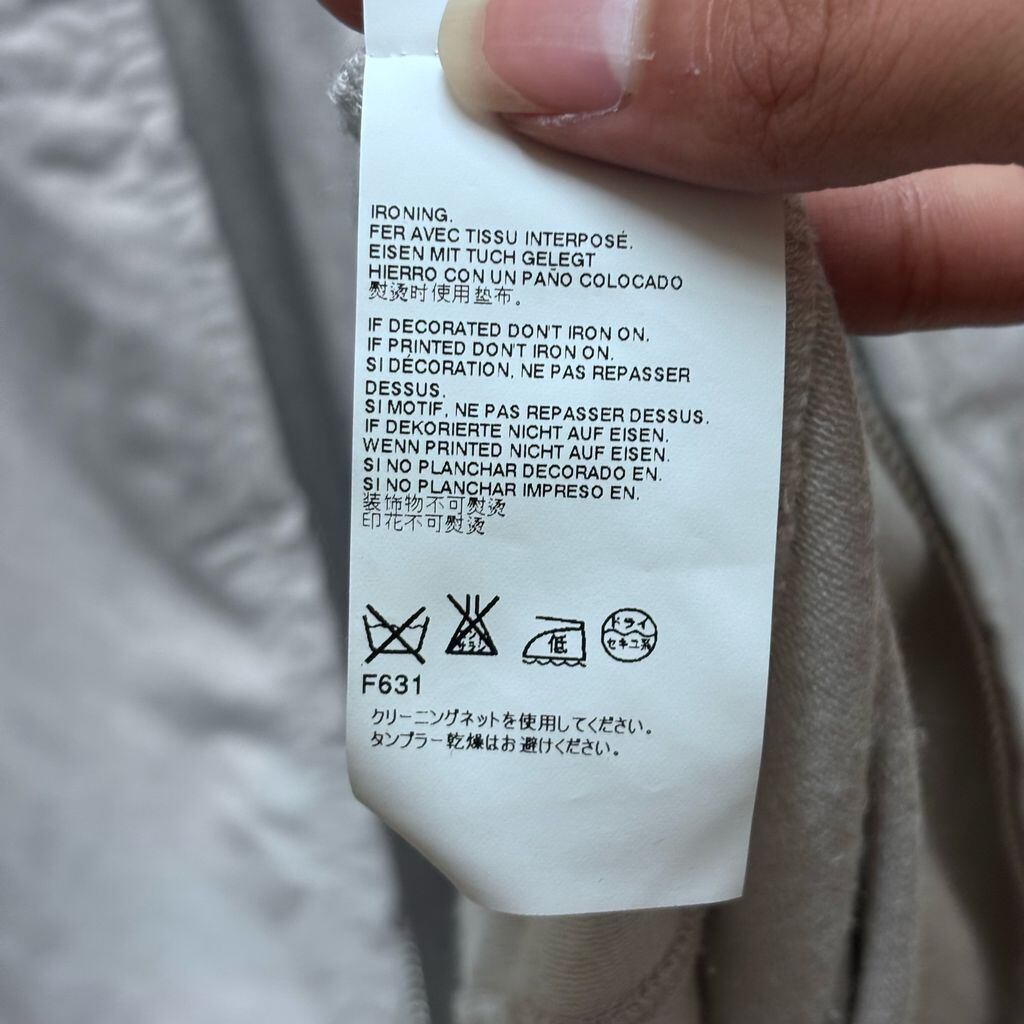 IRONING.
FER AVEC TISSU INTERPOSÉ.
EISEN MIT TUCH GELEGT
HIERRO CON UN PAÑO COLOCADO
熨烫时使用垫布。
IF DECORATED DON'T IRON ON.
IF PRINTED DON'T IRON ON.
SI DÉCORATION, NE PAS REPASSER
DESSUS.
SI MOTIF, NE PAS REPASSER DESSUS.
IF DEKORIERTE NICHT AUF EISEN.
WENN PRINTED NICHT AUF EISEN.
SI NO PLANCHAR DECORADO EN.
SI NO PLANCHAR IMPRESO EN.
装饰物不可熨烫
印花不可熨烫
低
ドライ
セキユ系
F631
クリーニングネットを使用してください。
タンブラー乾燥はお避けください。